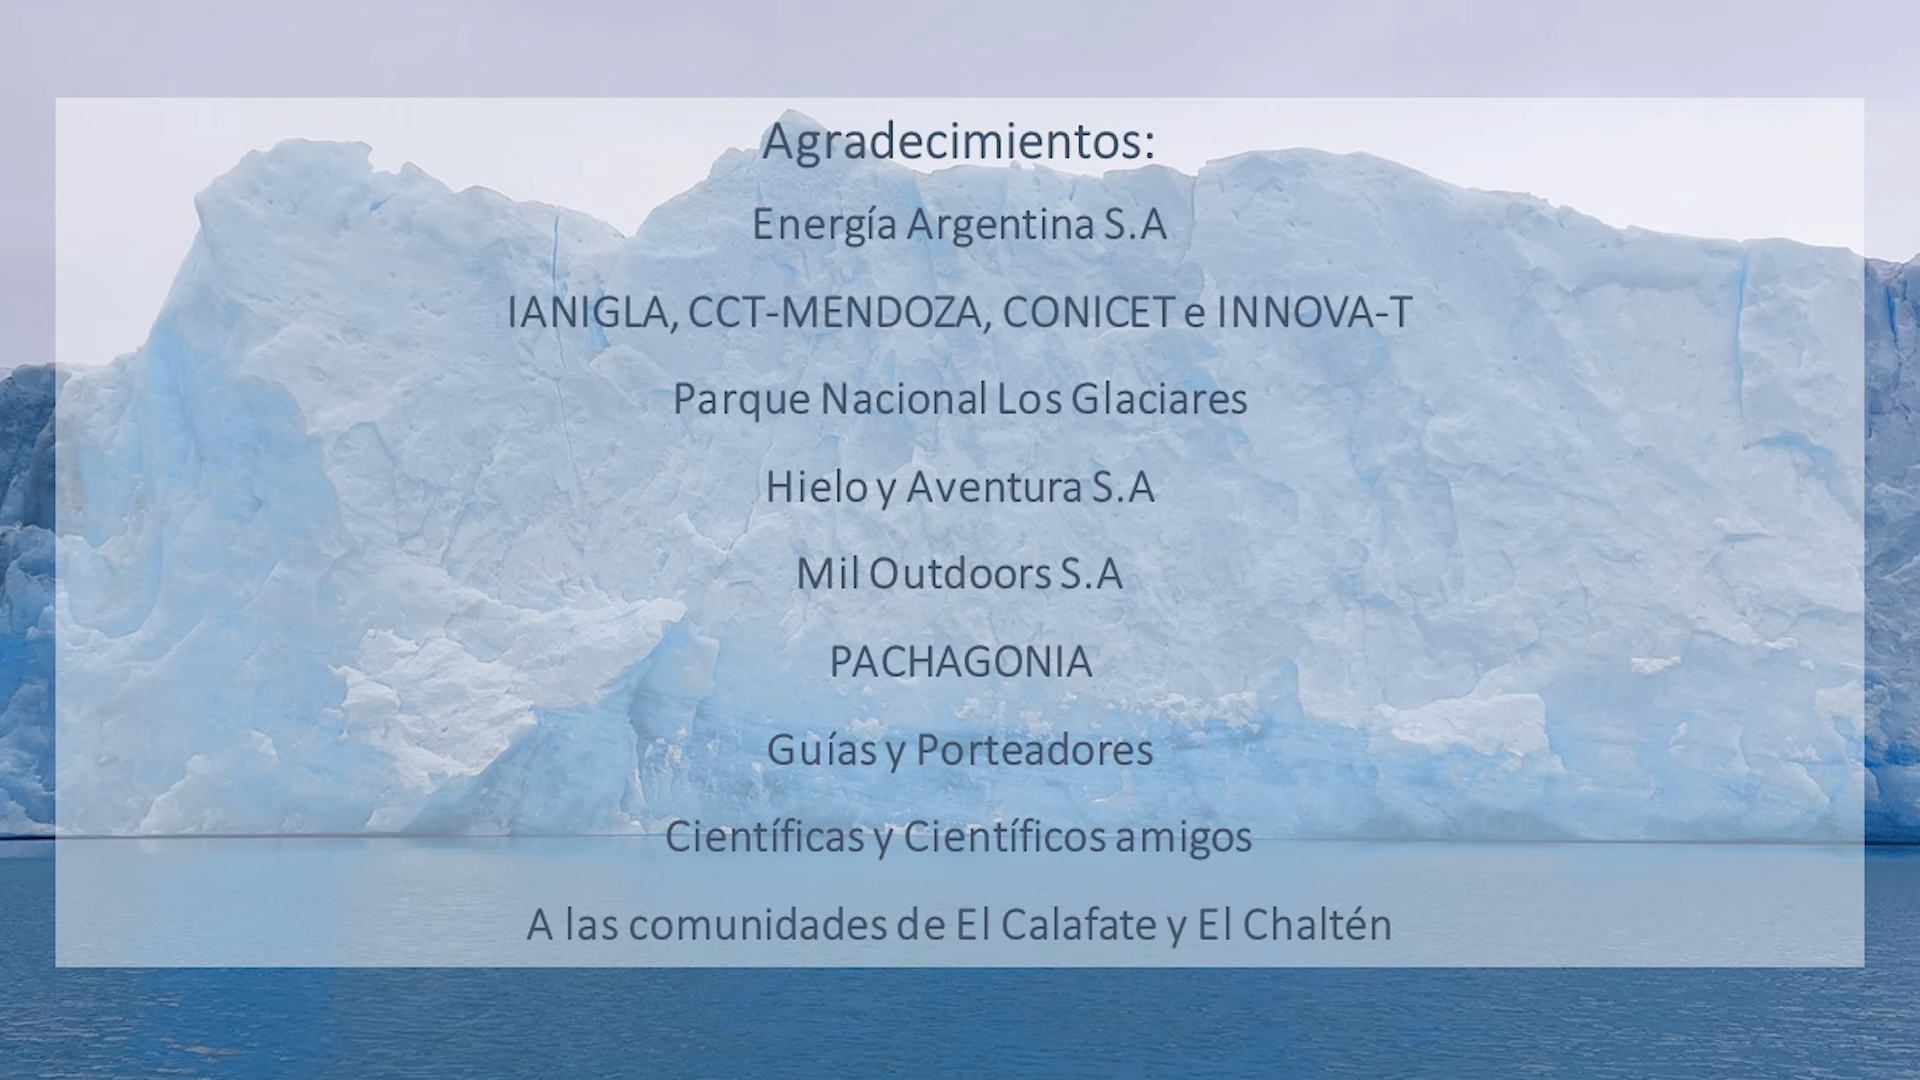 Agradecimientos:
Energía Argentina S.A
IANIGLA, CCT-MENDOZA, CONICET e INNOVA-T
Parque Nacional Los Glaciares
Hielo y Aventura S.A
Mil Outdoors S.A
PACHAGONIA
Guías y Porteadores
Científicas y Científicos amigos
A las comunidades de El Calafate y El Chaltén